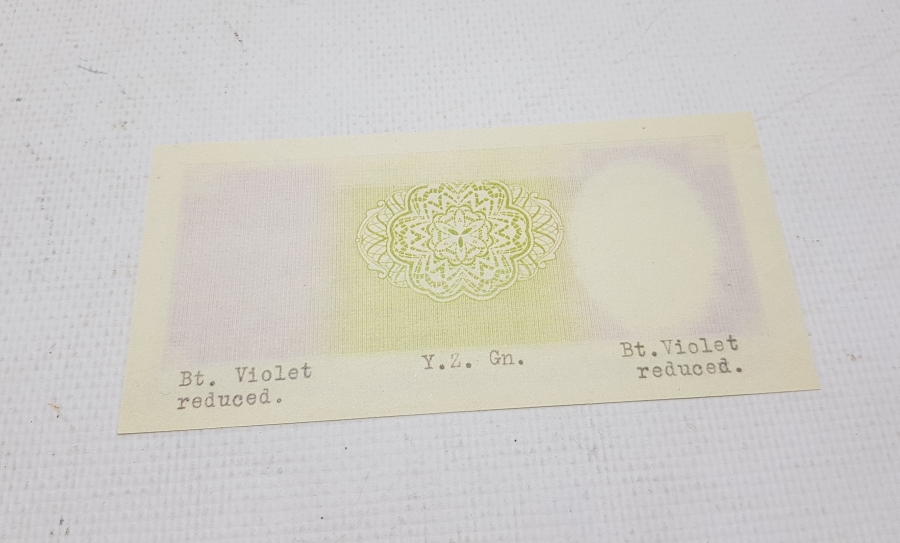 Bt. Violet
reduced.
Y.Z. Gn.
Bt.Violet
reduced.